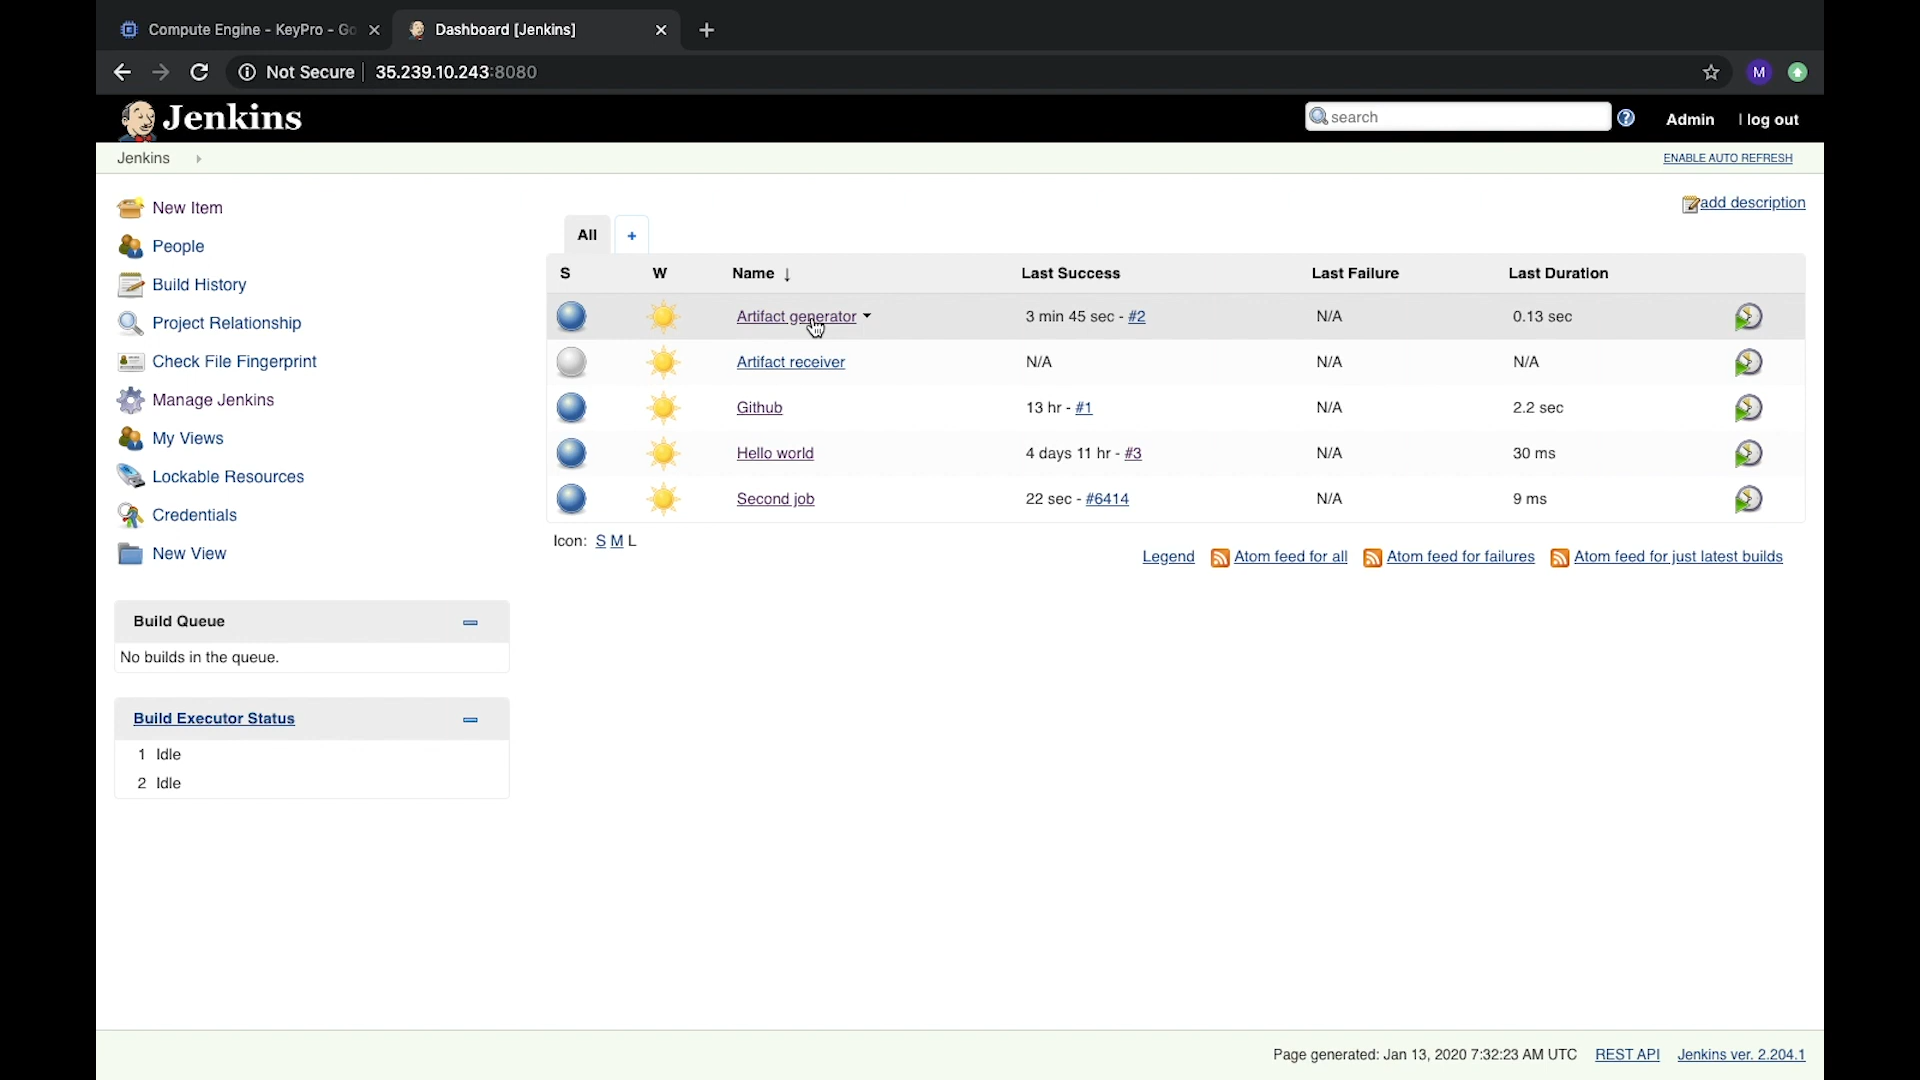 Compute Engine - KeyPro - Go
Dashboard [Jenkins]
Not Secure 35.239.10.243:8080
M
Jenkins
search
Admin | log out
Jenkins
ENABLE AUTO REFRESH
New Item
People
Build History
Project Relationship
Check File Fingerprint
Manage Jenkins
My Views
Lockable Resources
Credentials
New View
Build Queue
No builds in the queue.
Build Executor Status
1 Idle
2 Idle
add description
All +
S W Name ↓ Last Success Last Failure Last Duration
Artifact generator 3 min 45 sec - #2 N/A 0.13 sec
Artifact receiver N/A N/A N/A
Github 13 hr - #1 N/A 2.2 sec
Hello world 4 days 11 hr - #3 N/A 30 ms
Second job 22 sec - #6414 N/A 9 ms
Icon: S M L
Legend Atom feed for all Atom feed for failures Atom feed for just latest builds
Page generated: Jan 13, 2020 7:32:23 AM UTC REST API Jenkins ver. 2.204.1